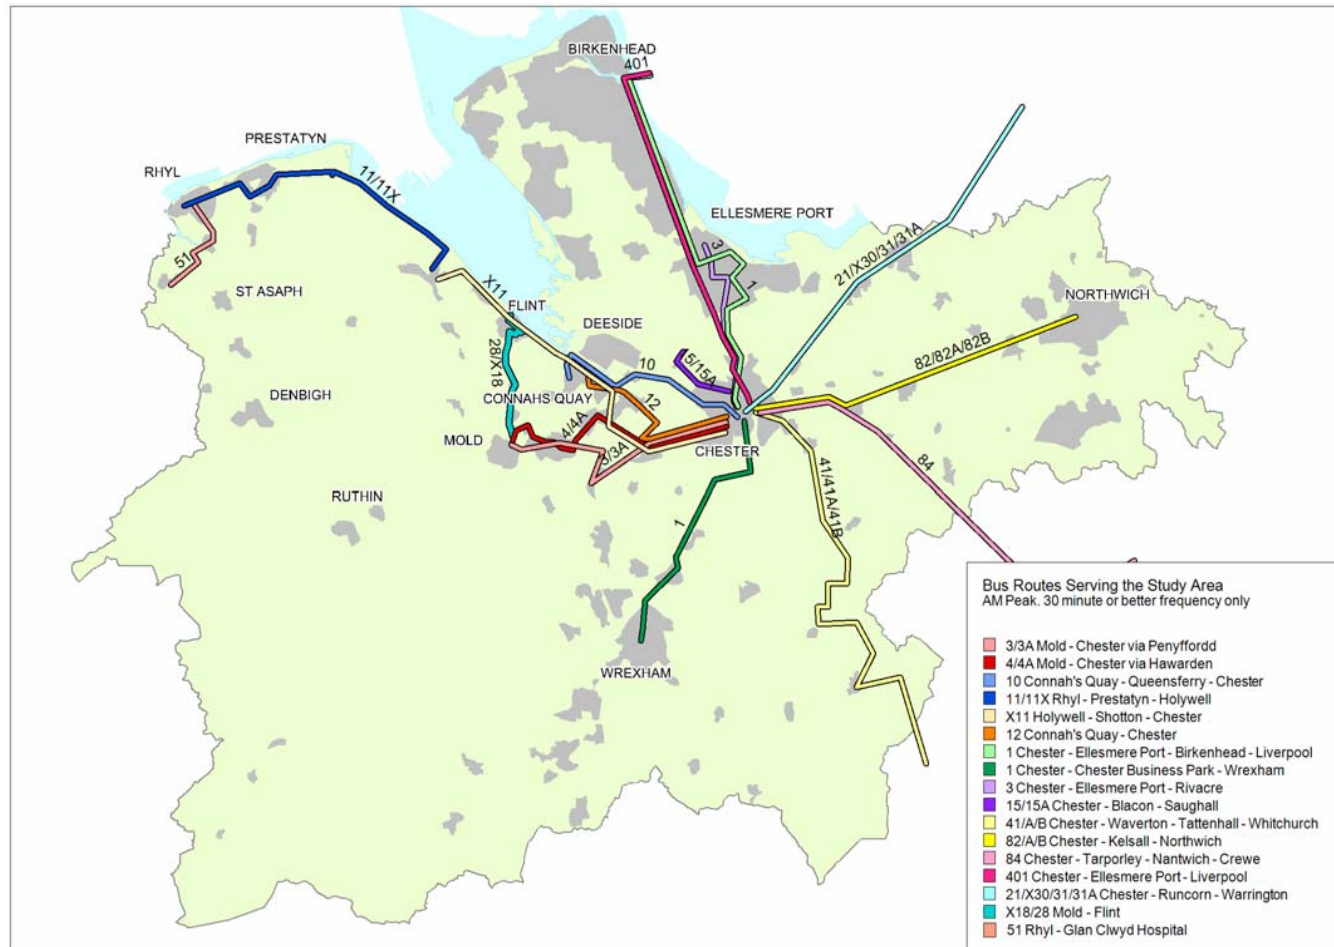 BIRKENHEAD
401
PRESTATYN
RHYL
11/11X
ELLESMERE PORT
3
21/X30/31/31A
51
ST ASAPH
X11
FLINT
1
NORTHWICH
DEESIDE
28/X18
10
15/15A
82/82A/82B
DENBIGH
CONNAHS QUAY
12
4/4A
MOLD
3/3A
CHESTER
84
41/41A/41B
RUTHIN
1
WREXHAM
Bus Routes Serving the Study Area
AM Peak. 30 minute or better frequency only
3/3A Mold - Chester via Penyffordd
4/4A Mold - Chester via Hawarden
10 Connah's Quay - Queensferry - Chester
11/11X Rhyl - Prestatyn - Holywell
X11 Holywell - Shotton - Chester
12 Connah's Quay - Chester
1 Chester - Ellesmere Port - Birkenhead - Liverpool
1 Chester - Chester Business Park - Wrexham
3 Chester - Ellesmere Port - Rivacre
15/15A Chester - Blacon - Saughall
41/A/B Chester - Waverton - Tattenhall - Whitchurch
82/A/B Chester - Kelsall - Northwich
84 Chester - Tarporley - Nantwich - Crewe
401 Chester - Ellesmere Port - Liverpool
21/X30/31/31A Chester - Runcorn - Warrington
X18/28 Mold - Flint
51 Rhyl - Glan Clwyd Hospital